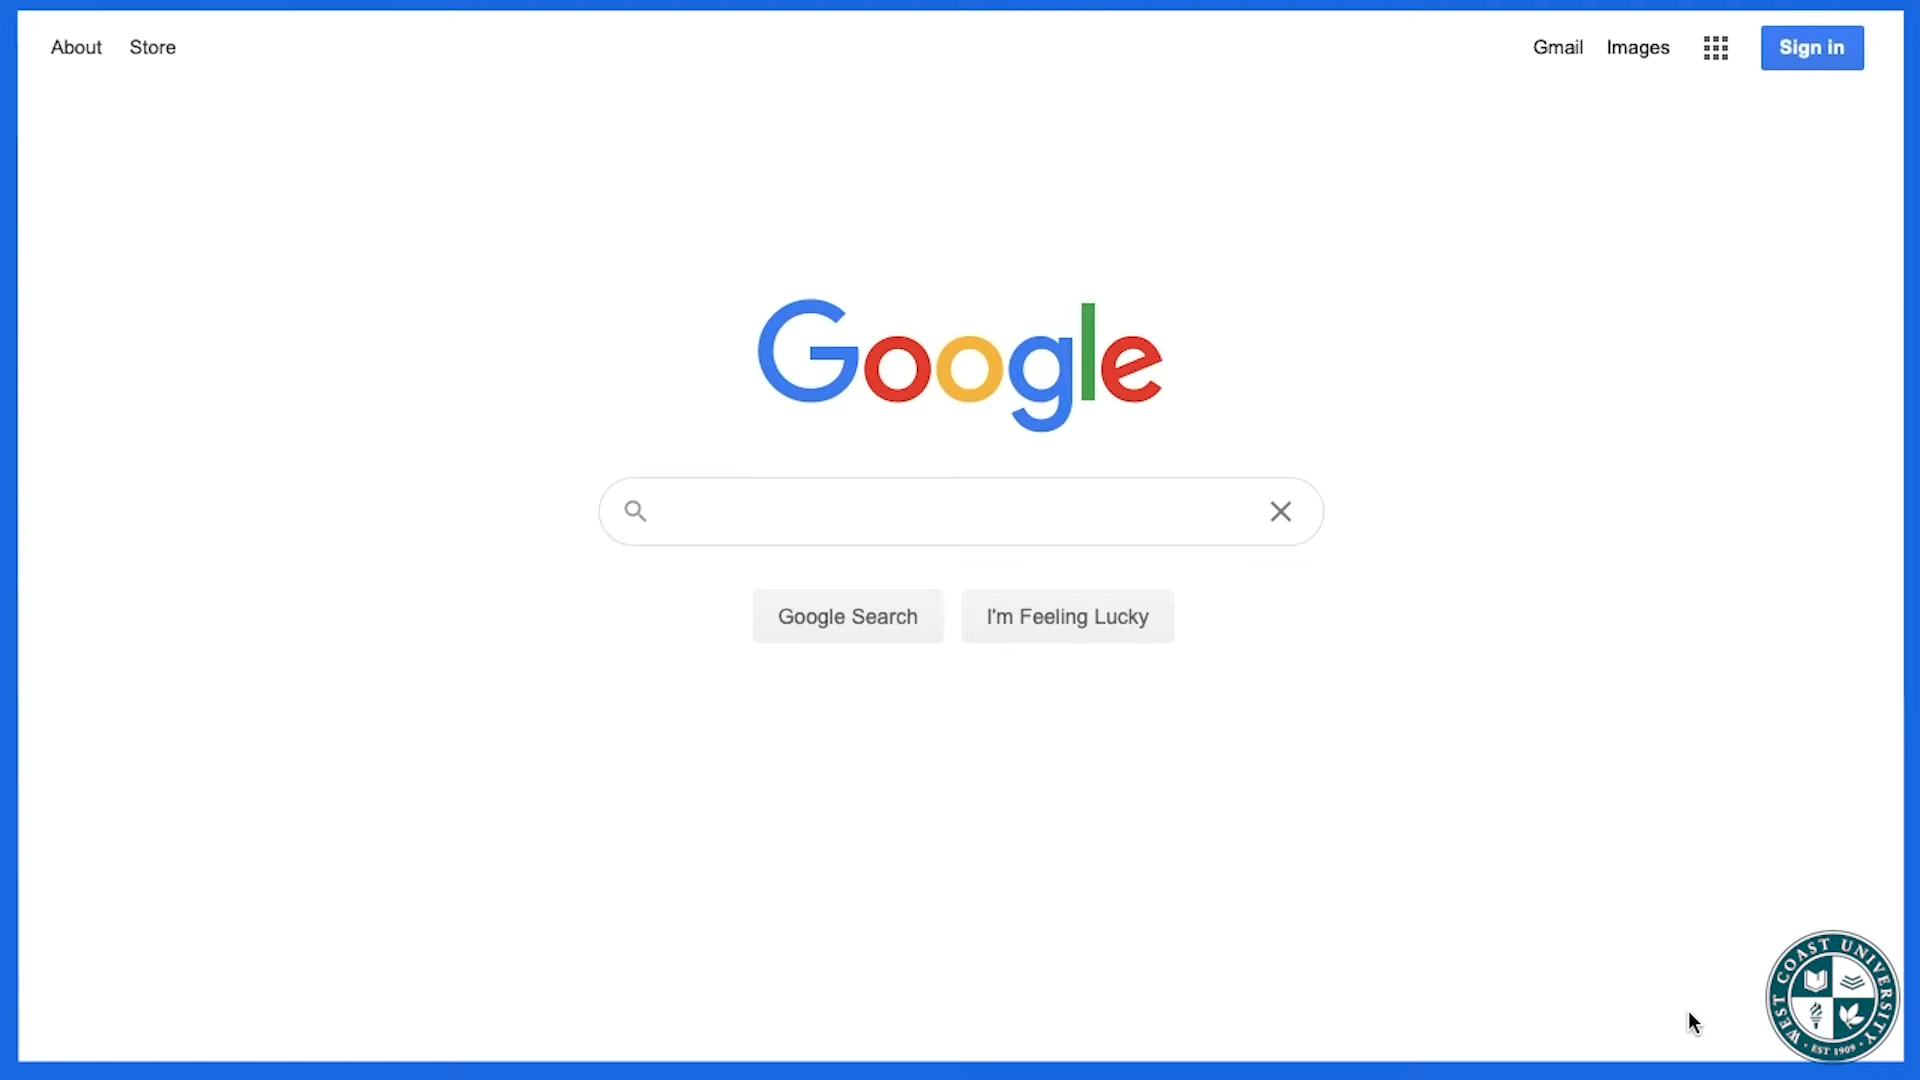 About Store Gmail Images Sign in
Google
Google Search I'm Feeling Lucky
WEST COAST UNIVERSITY
• EST 1909 •